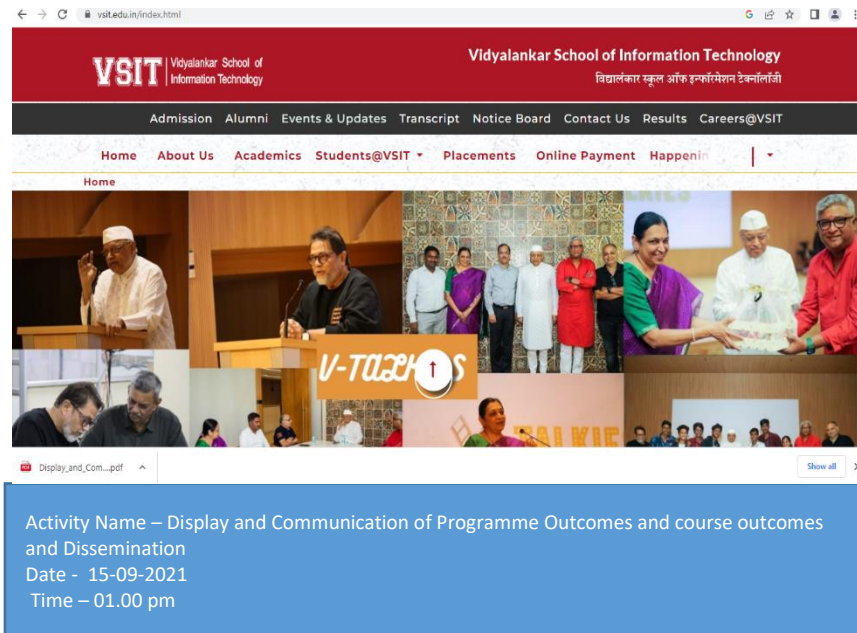 vsit.edu.in/index.html
VSIT
Vidyalankar School of
Information Technology
Vidyalankar School of Information Technology
विद्यालंकार स्कूल ऑफ इन्फॉरमेशन टेक्नॉलॉजी
Admission Alumni Events & Updates Transcript Notice Board Contact Us Results Careers@VSIT
Home About Us Academics Students@VSIT Placements Online Payment Happenin
Home
Display_and_Com....pdf
Show all
Activity Name – Display and Communication of Programme Outcomes and course outcomes
and Dissemination
Date - 15-09-2021
Time – 01.00 pm